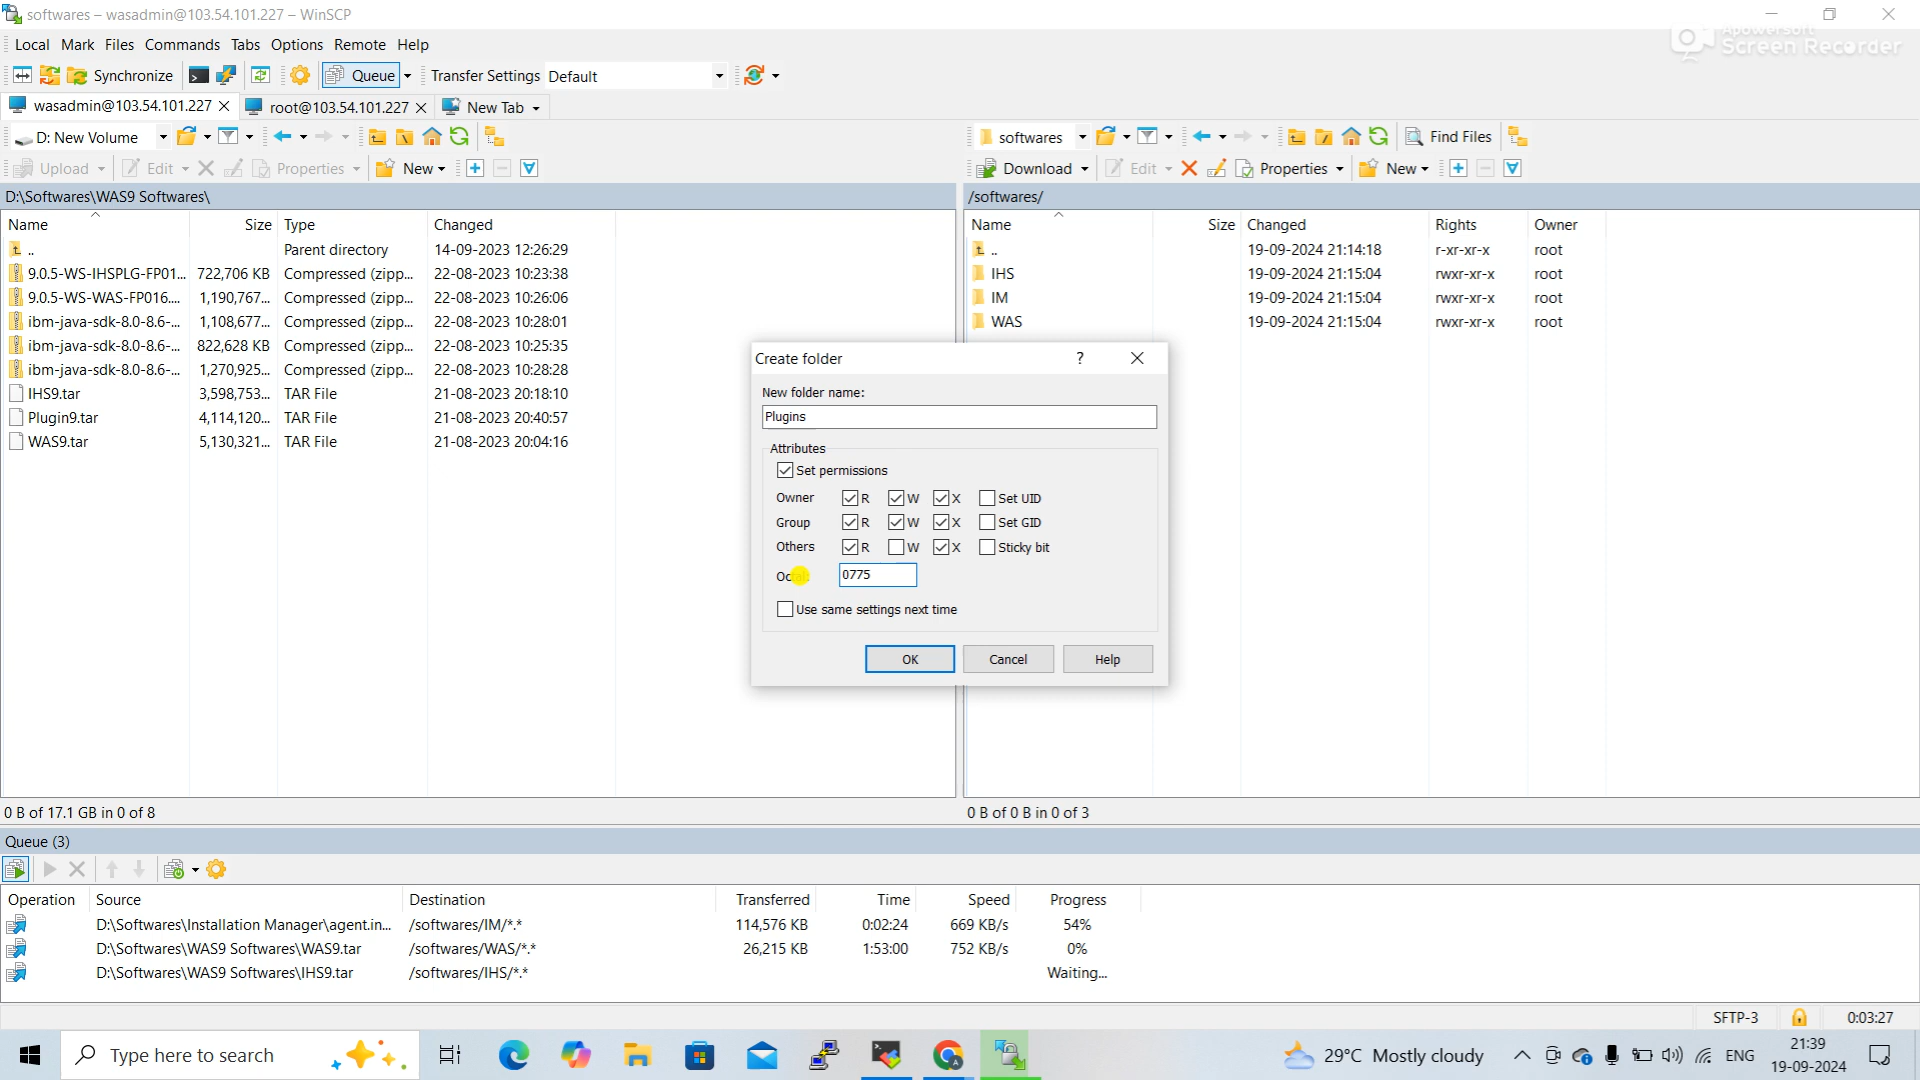 softwares – wasadmin@103.54.101.227 – WinSCP
Apowersoft
Screen Recorder
Local Mark Files Commands Tabs Options Remote Help
Synchronize Queue Transfer Settings Default
wasadmin@103.54.101.227 root@103.54.101.227 New Tab
D: New Volume
softwares Find Files
Upload Edit Properties New
Download Edit Properties New
D:\Softwares\WAS9 Softwares\
/softwares/
Name Size Type Changed
.. Parent directory 14-09-2023 12:26:29
9.0.5-WS-IHSPLG-FP01... 722,706 KB Compressed (zipp... 22-08-2023 10:23:38
9.0.5-WS-WAS-FP016.... 1,190,767... Compressed (zipp... 22-08-2023 10:26:06
ibm-java-sdk-8.0-8.6-... 1,108,677... Compressed (zipp... 22-08-2023 10:28:01
ibm-java-sdk-8.0-8.6-... 822,628 KB Compressed (zipp... 22-08-2023 10:25:35
ibm-java-sdk-8.0-8.6-... 1,270,925... Compressed (zipp... 22-08-2023 10:28:28
IHS9.tar 3,598,753... TAR File 21-08-2023 20:18:10
Plugin9.tar 4,114,120... TAR File 21-08-2023 20:40:57
WAS9.tar 5,130,321... TAR File 21-08-2023 20:04:16
Name Size Changed Rights Owner
.. 19-09-2024 21:14:18 r-xr-xr-x root
IHS 19-09-2024 21:15:04 rwxr-xr-x root
IM 19-09-2024 21:15:04 rwxr-xr-x root
WAS 19-09-2024 21:15:04 rwxr-xr-x root
Create folder ?
New folder name:
Plugins
Attributes
Set permissions
Owner R W X Set UID
Group R W X Set GID
Others R W X Sticky bit
0775
Use same settings next time
OK Cancel Help
0 B of 17.1 GB in 0 of 8
0 B of 0 B in 0 of 3
Queue (3)
Operation Source Destination Transferred Time Speed Progress
D:\Softwares\Installation Manager\agent.in... /softwares/IM/*.* 114,576 KB 0:02:24 669 KB/s 54%
D:\Softwares\WAS9 Softwares\WAS9.tar /softwares/WAS/*.* 26,215 KB 1:53:00 752 KB/s 0%
D:\Softwares\WAS9 Softwares\IHS9.tar /softwares/IHS/*.* Waiting...
SFTP-3 0:03:27
Type here to search
29°C Mostly cloudy
ENG
21:39
19-09-2024